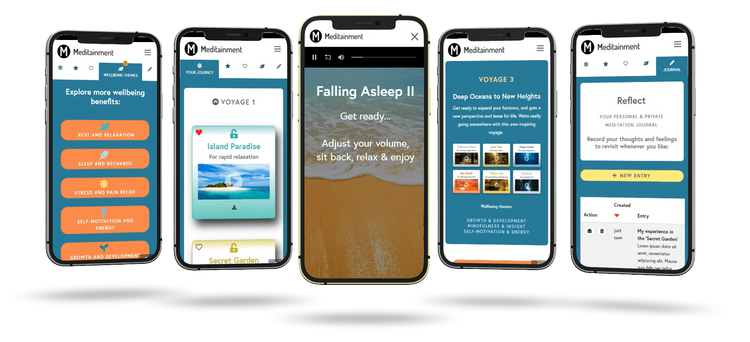 Meditainment
WELLBEING THEMES
Explore more wellbeing
benefits:
REST AND RELAXATION
SLEEP AND RECHARGE
STRESS AND PAIN RELIEF
SELF-MOTIVATION AND
ENERGY
GROWTH AND DEVELOPMENT
Meditainment
YOUR JOURNEY
VOYAGE 1
Island Paradise
For rapid relaxation
Secret Garden
Meditainment
Falling Asleep II
Get ready...
Adjust your volume,
sit back, relax & enjoy
Meditainment
VOYAGE 3
Deep Oceans to New Heights
Get ready to expand your horizons, and gain a
new perspective and lease for life. We're really
going somewhere with this awe inspiring
voyage.
Wellbeing themes:
GROWTH & DEVELOPMENT
MINDFULNESS & INSIGHT
SELF-MOTIVATION & ENERGY
Meditainment
JOURNAL
Reflect
YOUR PERSONAL & PRIVATE
MEDITATION JOURNAL
Record your thoughts and feelings
to revisit whenever you like:
+ NEW ENTRY
Created
Action
Entry
just
now
My experience in
the 'Secret Garden'
Lorem ipsum dolor sit
amet, consectetur
adipiscing elit. Mauris